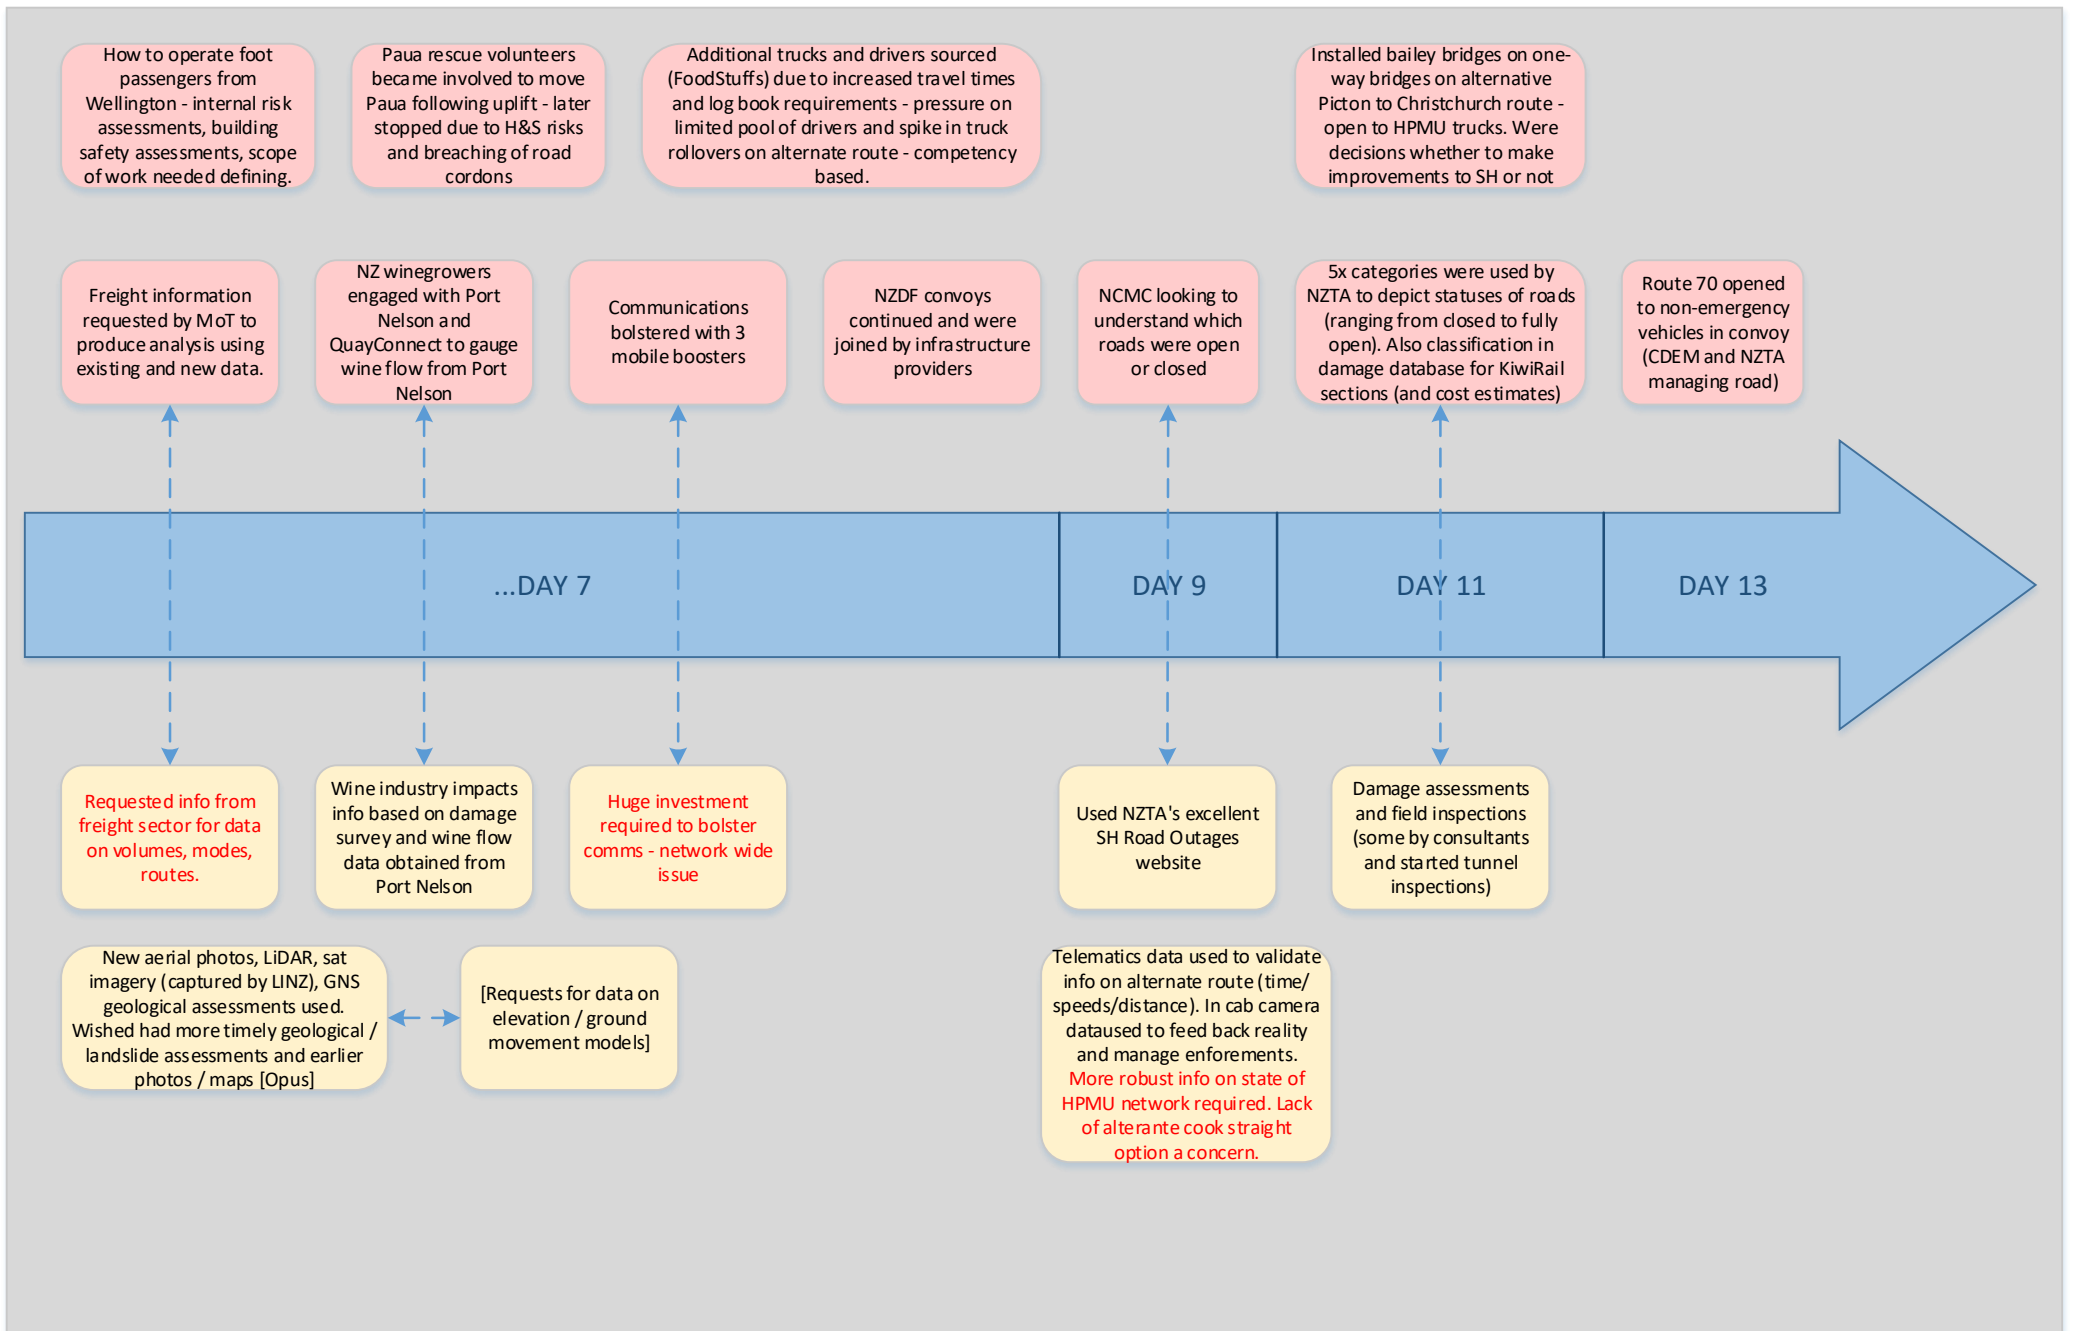 How to operate foot
passengers from
Wellington - internal risk
assessments, building
safety assessments, scope
of work needed defining.
Paua rescue volunteers
became involved to move
Paua following uplift - later
stopped due to H&S risks
and breaching of road
cordons
Additional trucks and drivers sourced
(FoodStuffs) due to increased travel times
and log book requirements - pressure on
limited pool of drivers and spike in truck
rollovers on alternate route - competency
based.
Installed bailey bridges on one-
way bridges on alternative
Picton to Christchurch route -
open to HPMU trucks. Were
decisions whether to make
improvements to SH or not
Freight information
requested by MoT to
produce analysis using
existing and new data.
NZ winegrowers
engaged with Port
Nelson and
QuayConnect to gauge
wine flow from Port
Nelson
Communications
bolstered with 3
mobile boosters
NZDF convoys
continued and were
joined by infrastructure
providers
NCMC looking to
understand which
roads were open
or closed
5x categories were used by
NZTA to depict statuses of roads
(ranging from closed to fully
open). Also classification in
damage database for KiwiRail
sections (and cost estimates)
Route 70 opened
to non-emergency
vehicles in convoy
(CDEM and NZTA
managing road)
...DAY 7
DAY 9
DAY 11
DAY 13
Requested info from
freight sector for data
on volumes, modes,
routes.
Wine industry impacts
info based on damage
survey and wine flow
data obtained from
Port Nelson
Huge investment
required to bolster
comms - network wide
issue
Used NZTA's excellent
SH Road Outages
website
Damage assessments
and field inspections
(some by consultants
and started tunnel
inspections)
New aerial photos, LiDAR, sat
imagery (captured by LINZ), GNS
geological assessments used.
Wished had more timely geological /
landslide assessments and earlier
photos / maps [Opus]
[Requests for data on
elevation / ground
movement models]
Telematics data used to validate
info on alternate route (time/
speeds/distance). In cab camera
dataused to feed back reality
and manage enforements.
More robust info on state of
HPMU network required. Lack
of alterante cook straight
option a concern.